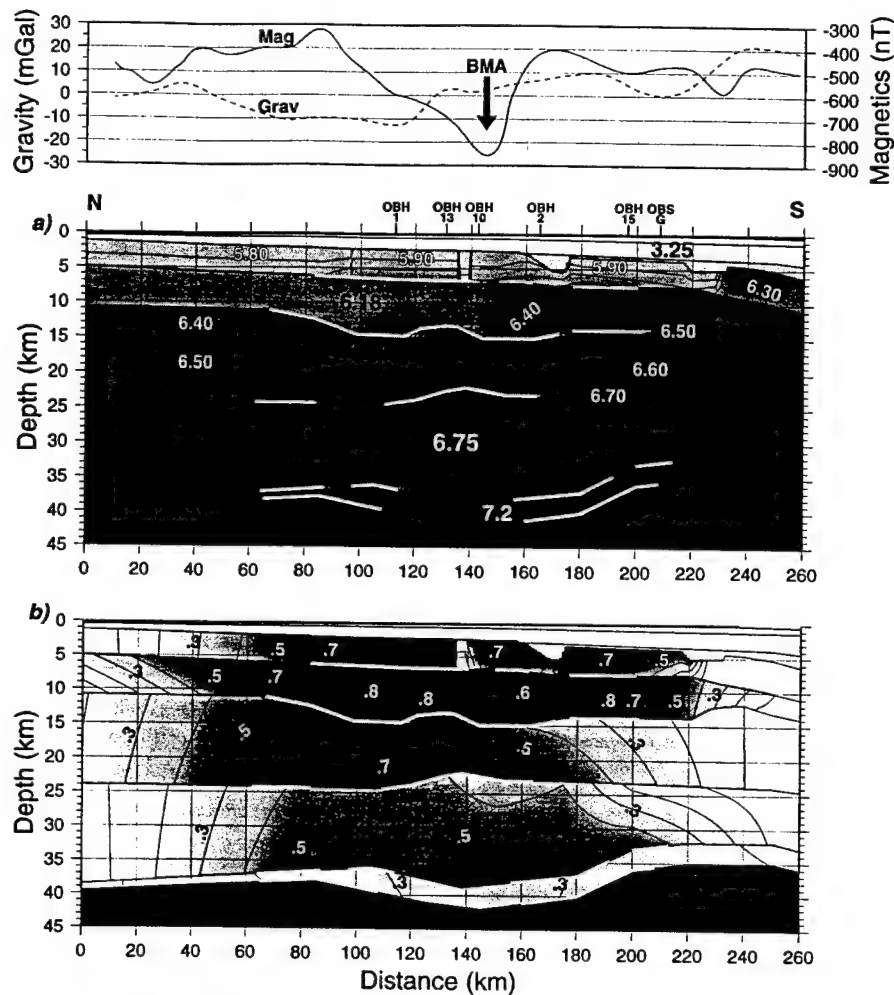 30 -300
20 Mag -400
10 BMA -500
0 -600
-10 Grav -700
-20 -800
-30 -900
Gravity (mGal) Magnetics (nT)
N OBH 1 OBH 13 OBH 10 OBH 2 OBH 15 OBS G S
a) 0
3.25
5.80 5.90 5.90
5
6.30
10
6.40 6.40 6.50
15
6.50 6.60
20
6.70
25
30 6.75
35
40 7.2
45
Depth (km)
0 20 40 60 80 100 120 140 160 180 200 220 240 260
b) 0
.3 .5 .7 .7 .7 .5
5
.3 .5 .7 .8 .8 .6 .8 .7 .5 .3
10
15
.3 .5 .5 .3
20
.7
25
30
.3 .5 .5 .3
35
.3 .3
40
45
Depth (km)
0 20 40 60 80 100 120 140 160 180 200 220 240 260
Distance (km)